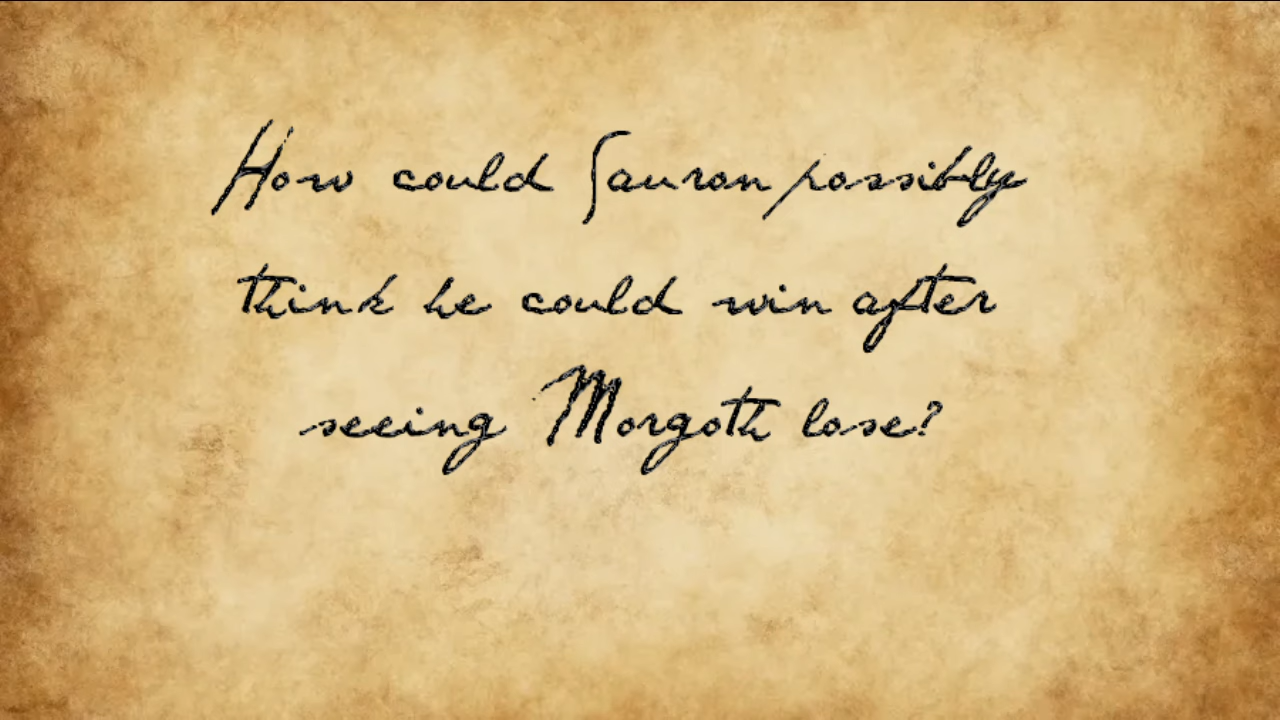 How could Sauron possibly
think he could win after
seeing Morgoth lose?